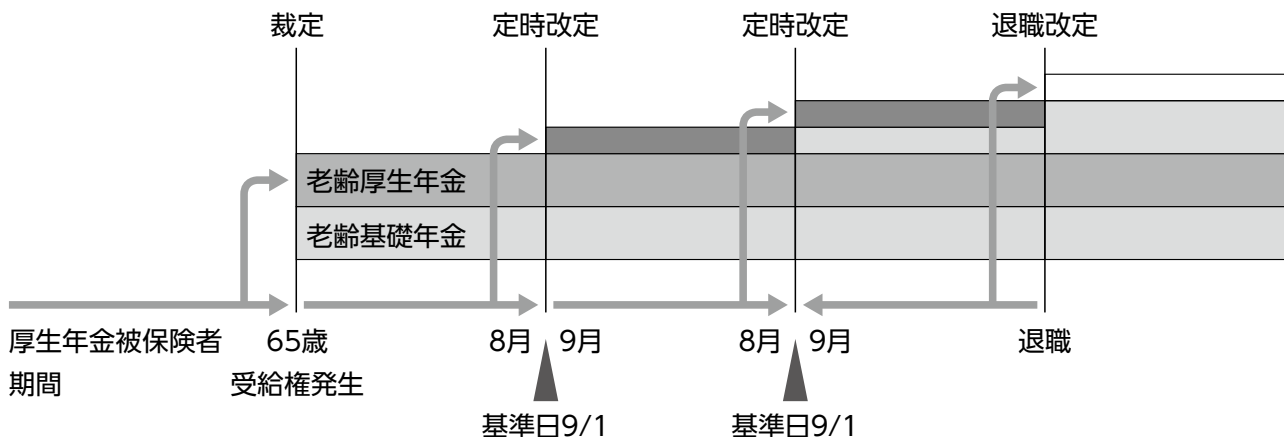 裁定
定時改定
定時改定
退職改定
老齢厚生年金
老齢基礎年金
厚生年金被保険者
期間
65歳
受給権発生
8月
9月
8月
9月
退職
基準日9/1
基準日9/1